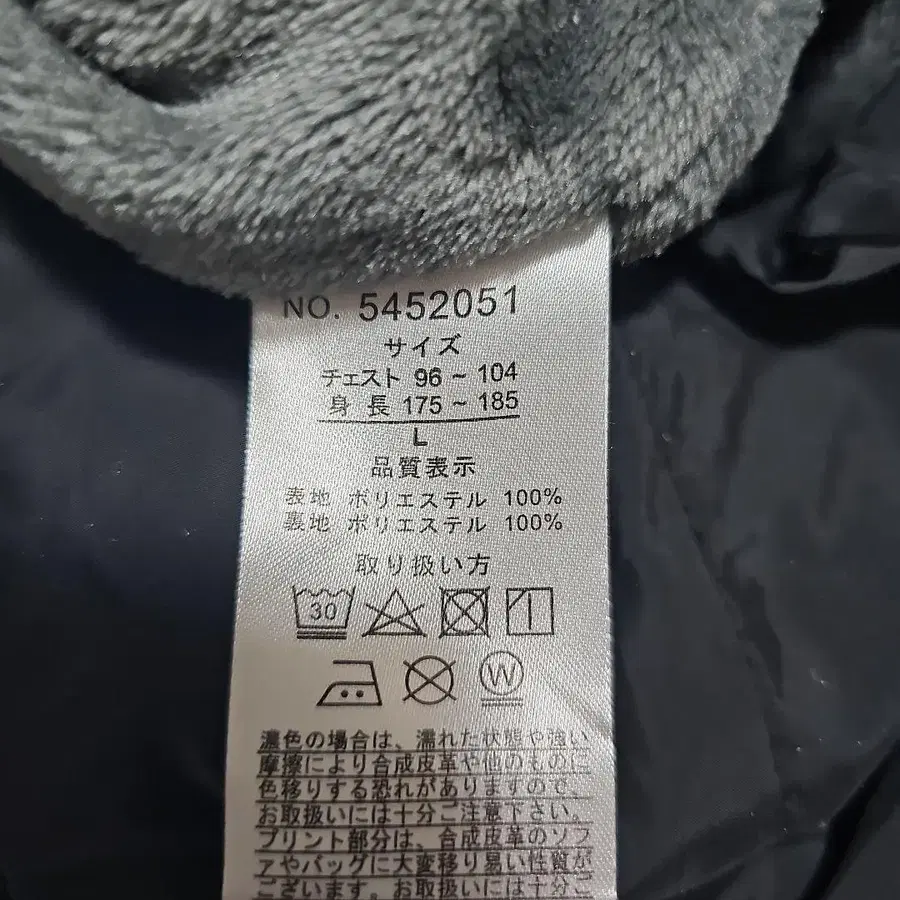 NO. 5452051
サイズ
チェスト 96 ~ 104
身 長 175 ~ 185
L
品質表示
表地 ポリエステル 100%
裏地 ポリエステル 100%
取り扱い方
30
W
濃色の場合は、濡れた状態や強い
摩擦により合成皮革や他のものに
色移りする恐れがありますので、
お取扱いには十分ご注意下さい。
プリント部分は、合成皮革のソフ
ァやバッグに大変移り易い性質が
ございます。お取扱いには十分ご